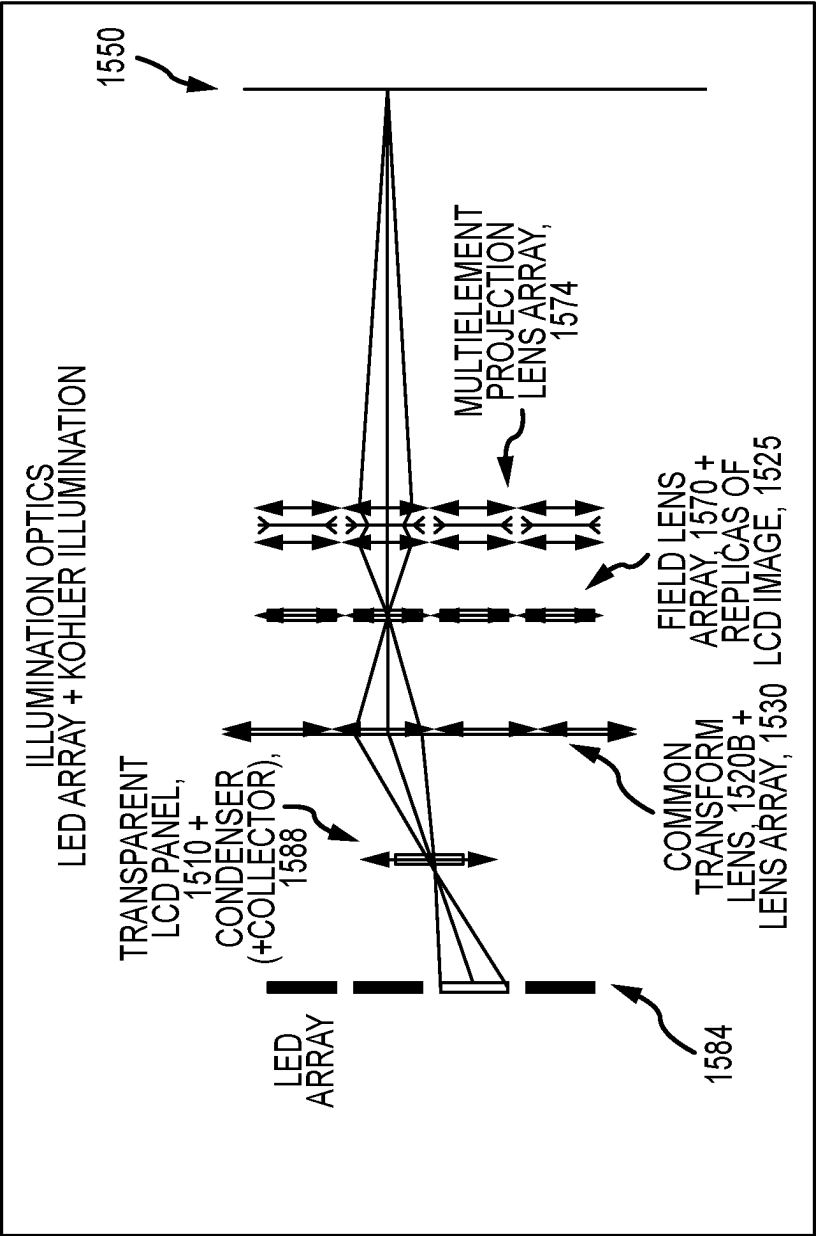 ILLUMINATION OPTICS
LED ARRAY + KOHLER ILLUMINATION
LED
ARRAY
1584
TRANSPARENT
LCD PANEL,
1510 +
CONDENSER
(+COLLECTOR),
1588
COMMON
TRANSFORM
LENS, 1520B +
LENS ARRAY, 1530
FIELD LENS
ARRAY, 1570 +
REPLICAS OF
LCD IMAGE, 1525
MULTIELEMENT
PROJECTION
LENS ARRAY,
1574
1550